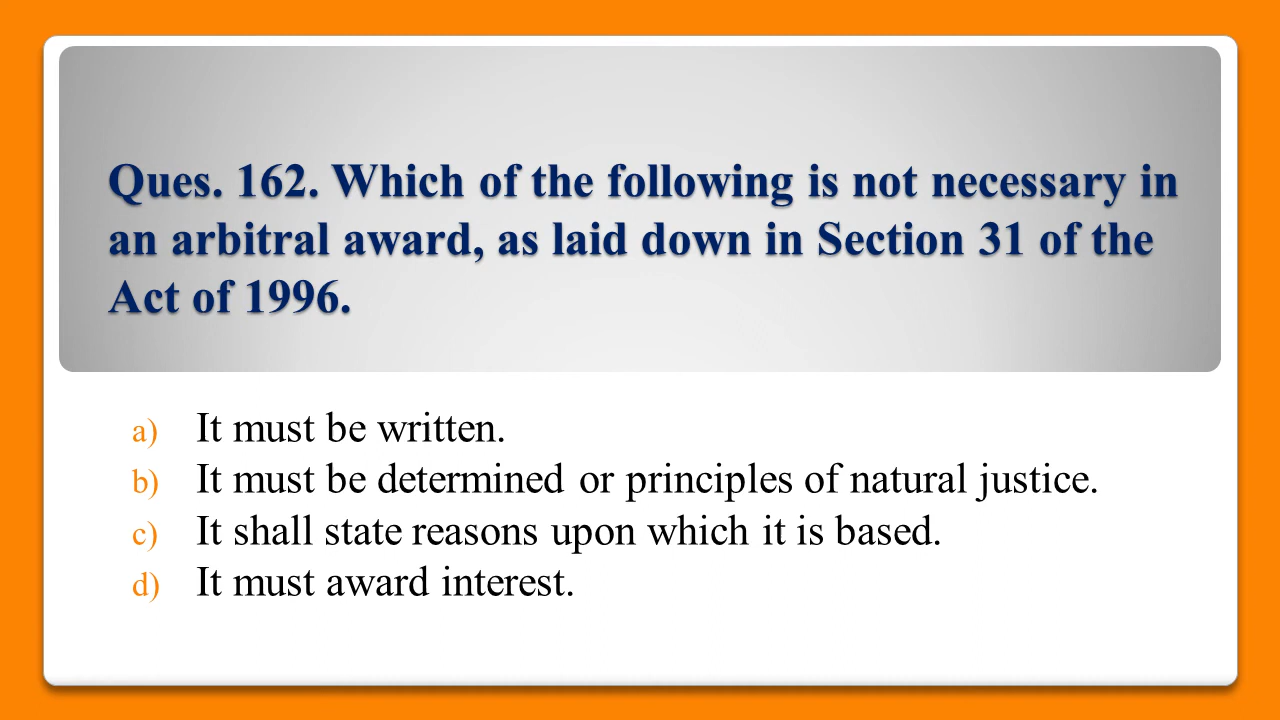 Ques. 162. Which of the following is not necessary in
an arbitral award, as laid down in Section 31 of the
Act of 1996.
a) It must be written.
b) It must be determined or principles of natural justice.
c) It shall state reasons upon which it is based.
d) It must award interest.